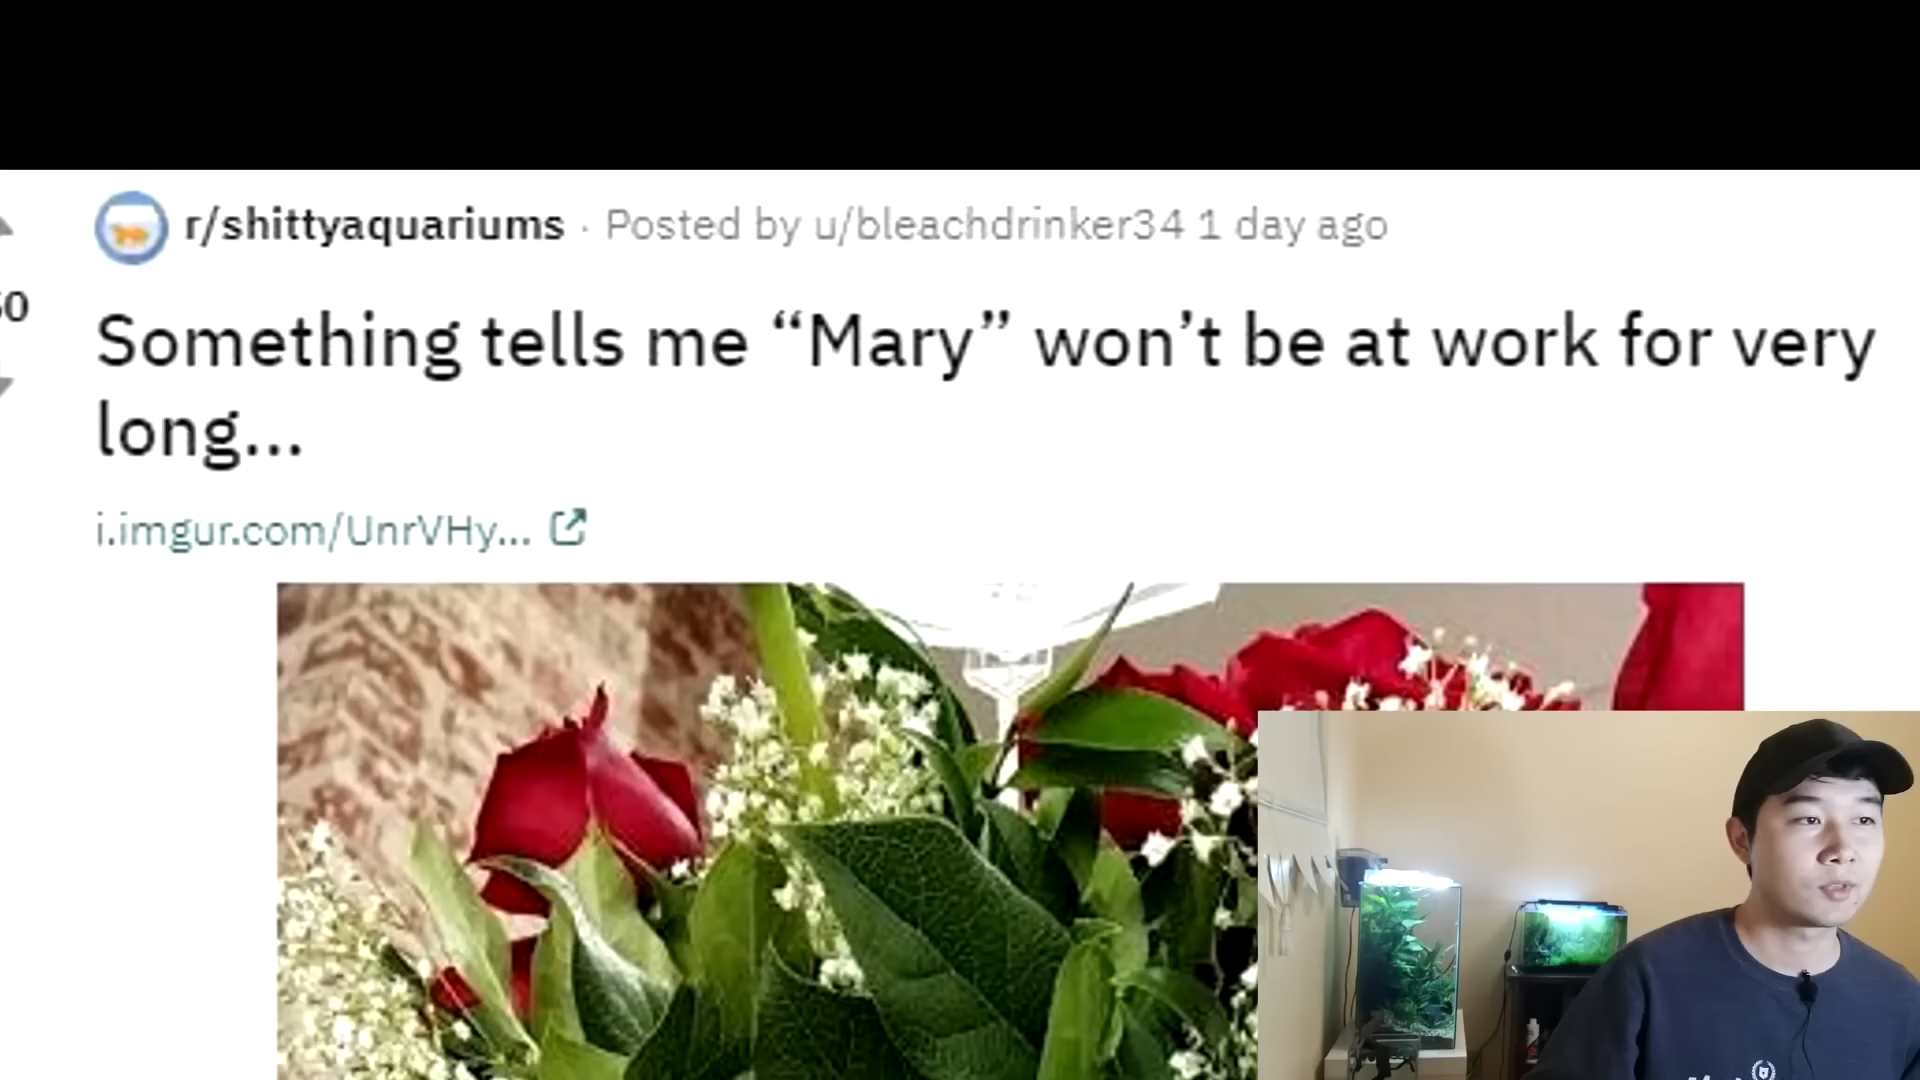 r/shittyaquariums · Posted by u/bleachdrinker34 1 day ago
Something tells me “Mary” won’t be at work for very
long...
i.imgur.com/UnrVHy...